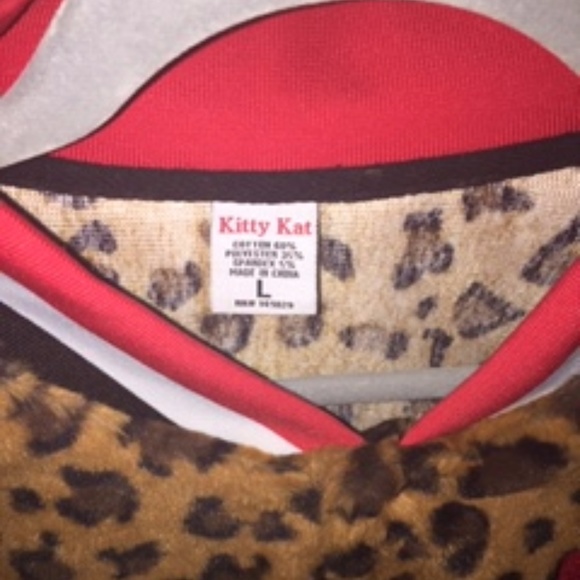 Kitty Kat
COTTON 60%
POLYESTER 35%
SPANDEX 5%
MADE IN CHINA
L